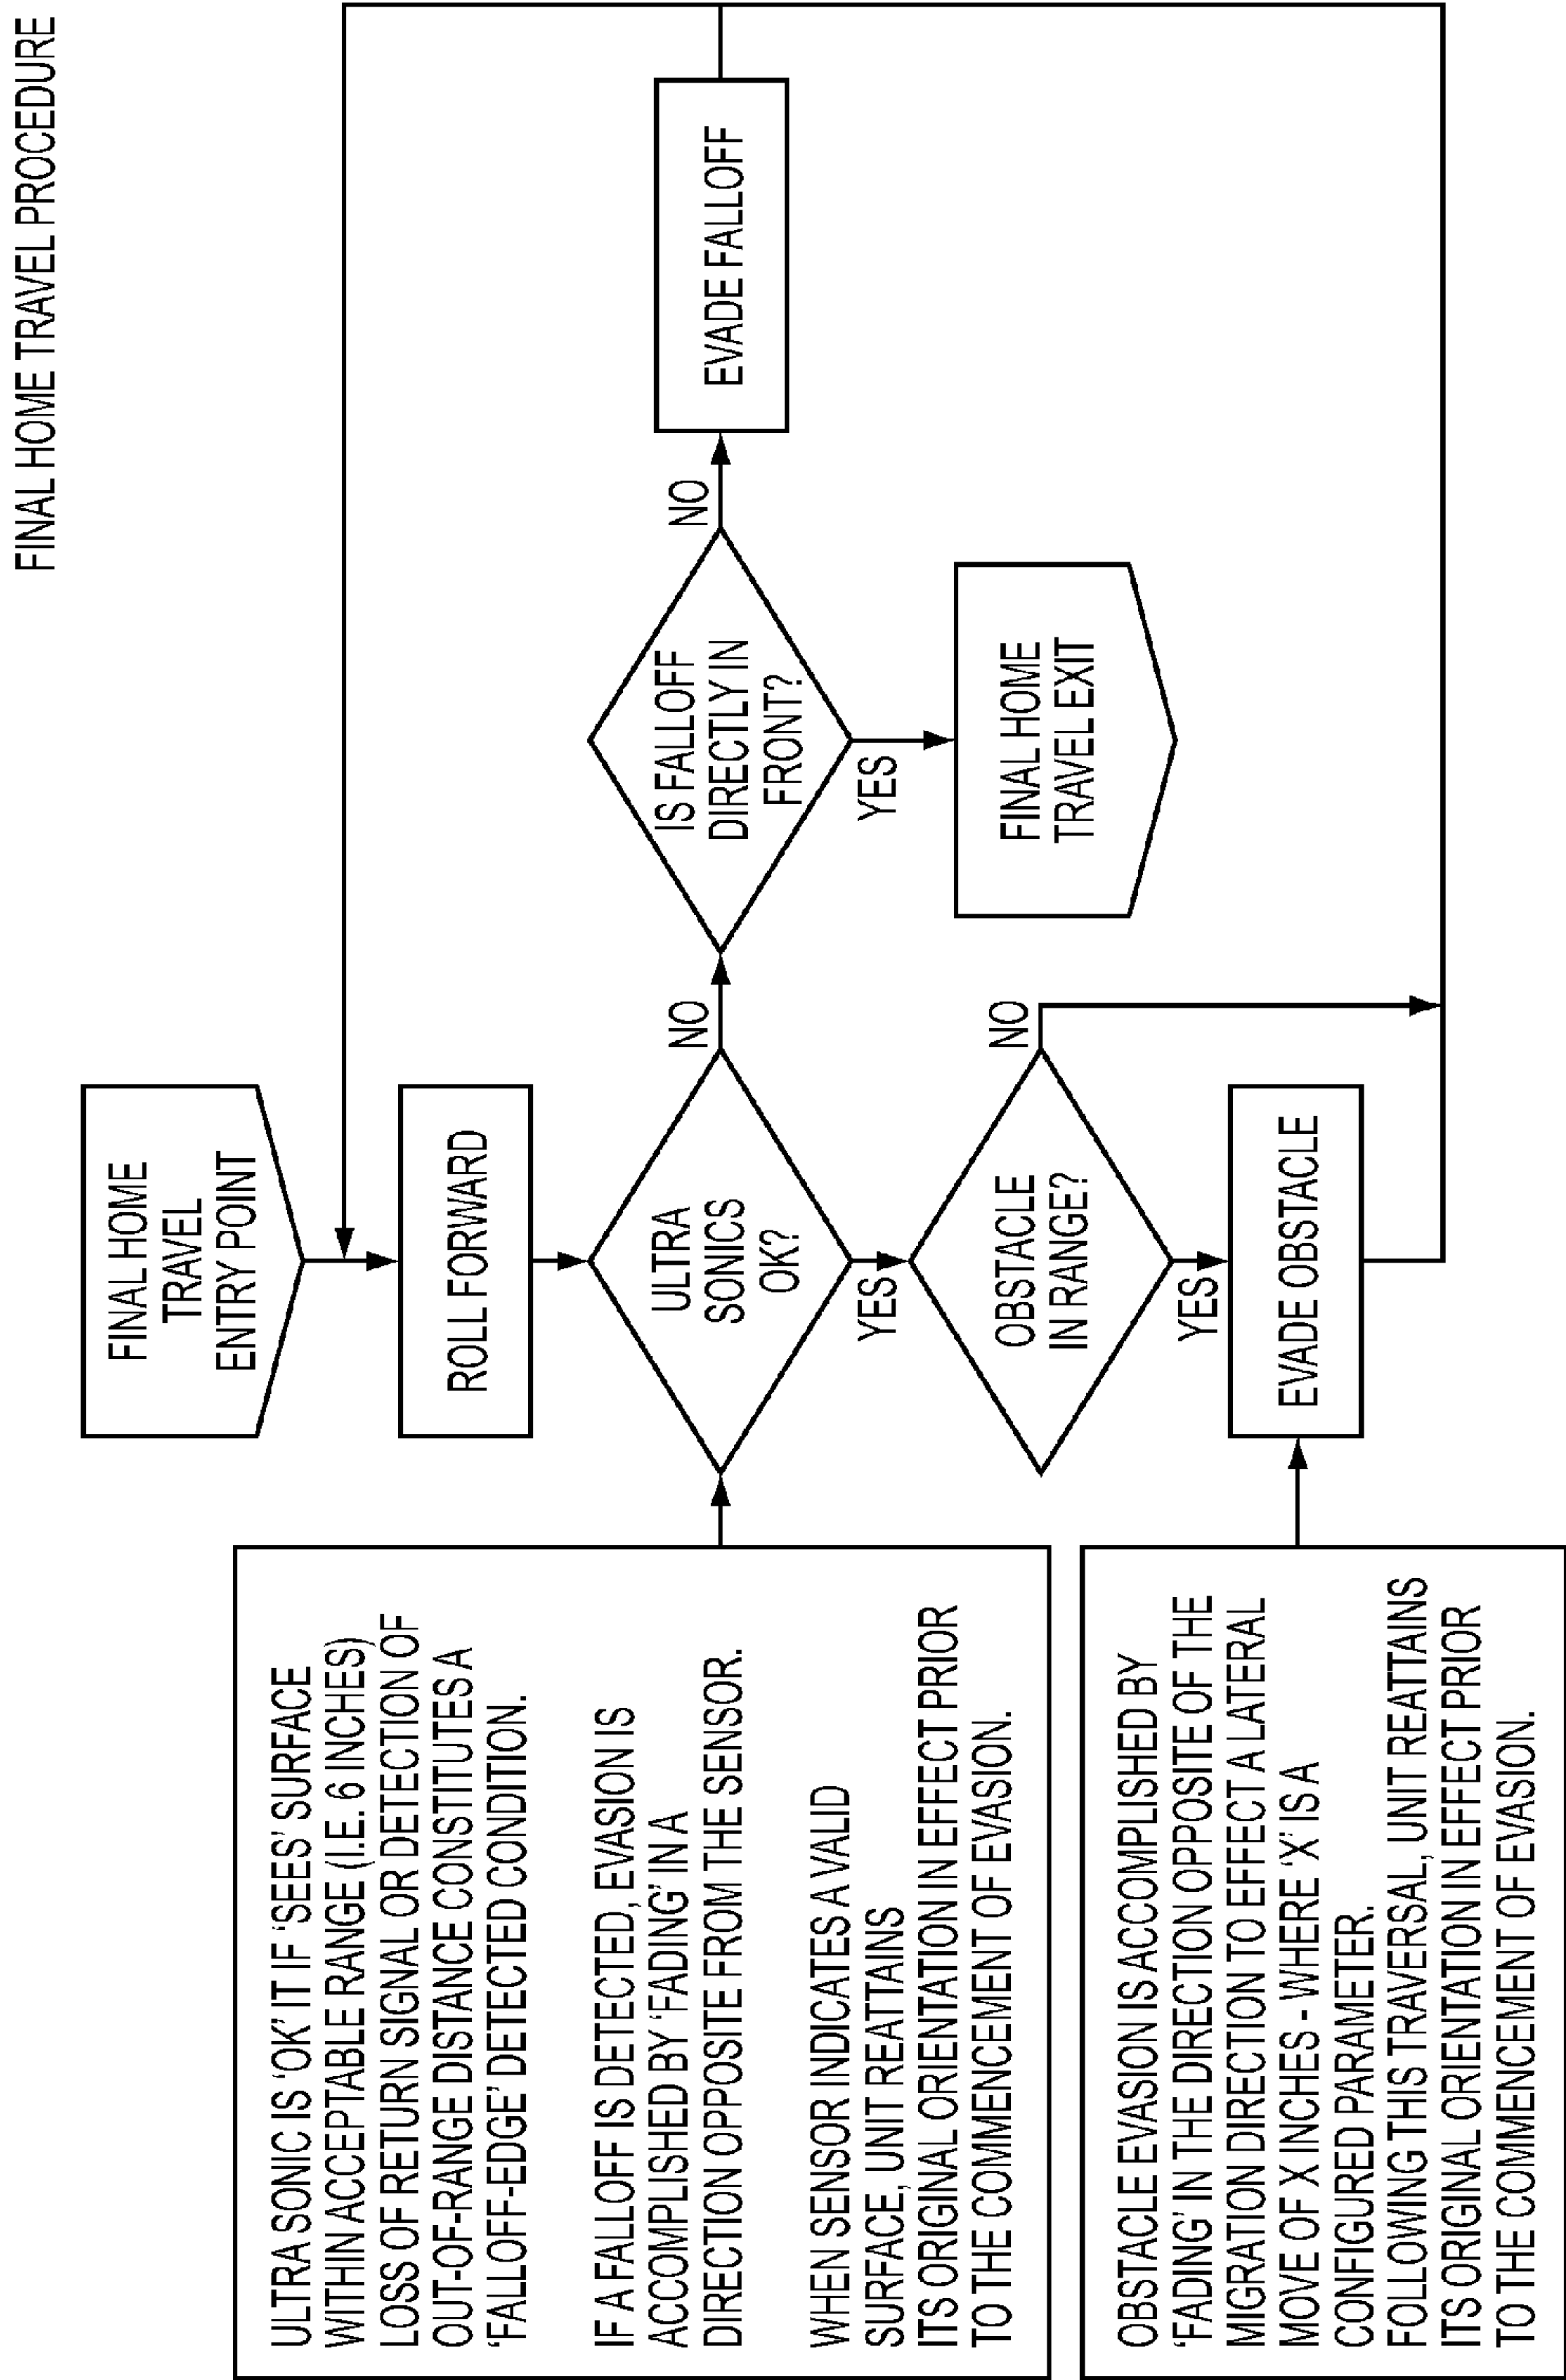 FINAL HOME TRAVEL PROCEDURE
FINAL HOME
TRAVEL
ENTRY POINT
ROLL FORWARD
ULTRA SONIC IS 'OK' IT IF 'SEES' SURFACE
WITHIN ACCEPTABLE RANGE (I.E. 6 INCHES)
LOSS OF RETURN SIGNAL OR DETECTION OF
OUT-OF-RANGE DISTANCE CONSTITUTES A
'FALLOFF-EDGE' DETECTED CONDITION.
IF A FALLOFF IS DETECTED, EVASION IS
ACCOMPLISHED BY 'FADING' IN A
DIRECTION OPPOSITE FROM THE SENSOR.
WHEN SENSOR INDICATES A VALID
SURFACE, UNIT REATTAINS
ITS ORIGINAL ORIENTATION IN EFFECT PRIOR
TO THE COMMENCEMENT OF EVASION.
ULTRA
SONICS
OK?
NO
IS FALLOFF
DIRECTLY IN
FRONT?
NO
EVADE FALLOFF
YES
YES
OBSTACLE
IN RANGE?
NO
FINAL HOME
TRAVEL EXIT
YES
OBSTACLE EVASION IS ACCOMPLISHED BY
'FADING' IN THE DIRECTION OPPOSITE OF THE
MIGRATION DIRECTION TO EFFECT A LATERAL
MOVE OF X INCHES - WHERE 'X' IS A
CONFIGURED PARAMETER.
FOLLOWING THIS TRAVERSAL, UNIT REATTAINS
ITS ORIGINAL ORIENTATION IN EFFECT PRIOR
TO THE COMMENCEMENT OF EVASION.
EVADE OBSTACLE